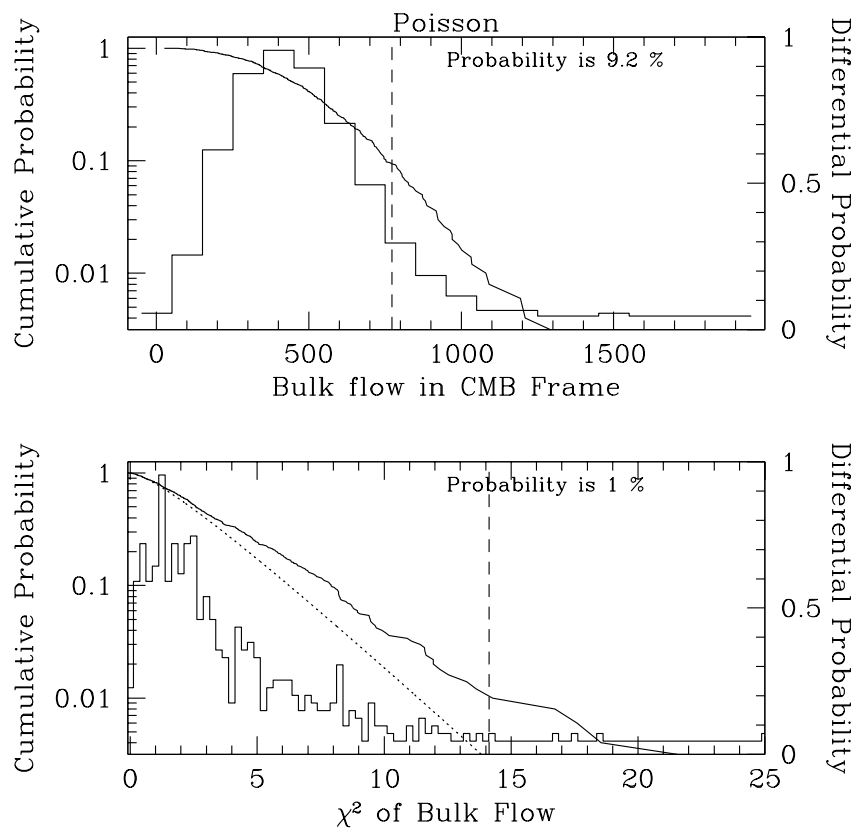 Poisson
Probability is 9.2 %
Cumulative Probability
Differential Probability
1
0.1
0.01
1
0.5
0
0 500 1000 1500
Bulk flow in CMB Frame
Probability is 1 %
Cumulative Probability
Differential Probability
1
0.1
0.01
1
0.5
0
0 5 10 15 20 25
χ² of Bulk Flow